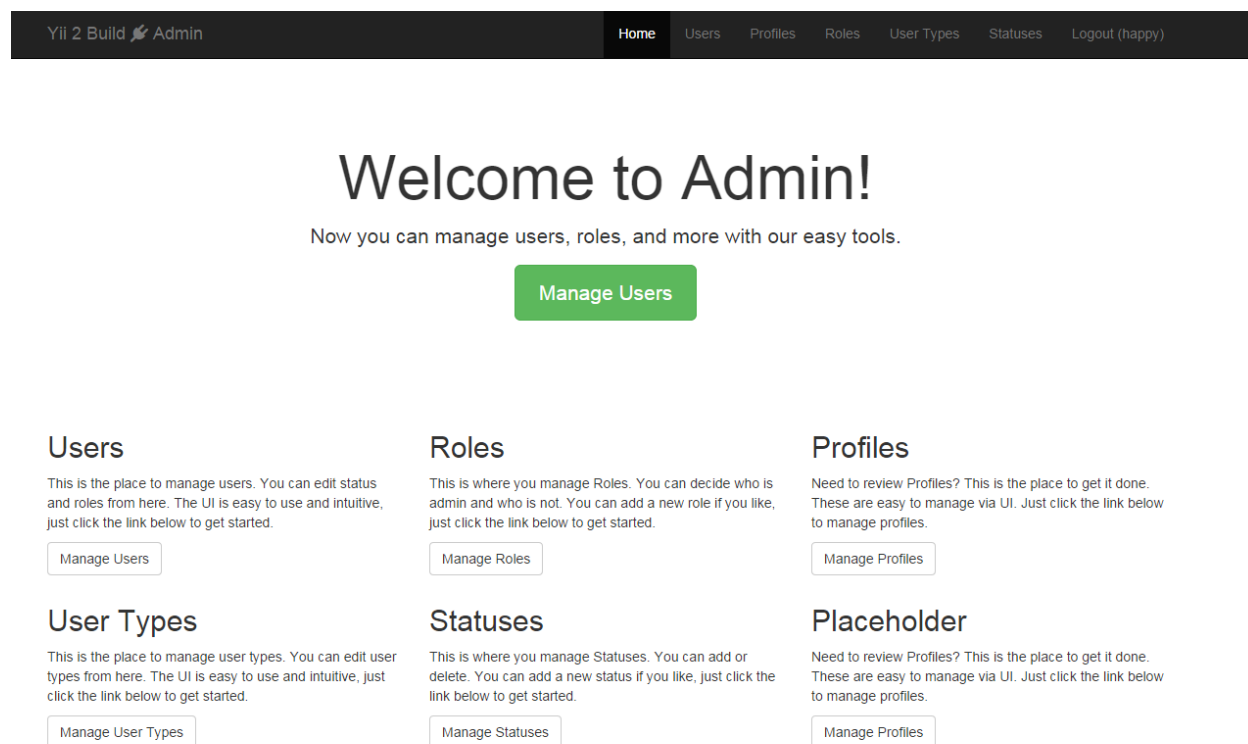 Yii 2 Build Admin
Home Users Profiles Roles User Types Statuses Logout (happy)
Welcome to Admin!
Now you can manage users, roles, and more with our easy tools.
Manage Users
Users
This is the place to manage users. You can edit status
and roles from here. The UI is easy to use and intuitive,
just click the link below to get started.
Manage Users
Roles
This is where you manage Roles. You can decide who is
admin and who is not. You can add a new role if you like,
just click the link below to get started.
Manage Roles
Profiles
Need to review Profiles? This is the place to get it done.
These are easy to manage via UI. Just click the link below
to manage profiles.
Manage Profiles
User Types
This is the place to manage user types. You can edit user
types from here. The UI is easy to use and intuitive, just
click the link below to get started.
Manage User Types
Statuses
This is where you manage Statuses. You can add or
delete. You can add a new status if you like, just click the
link below to get started.
Manage Statuses
Placeholder
Need to review Profiles? This is the place to get it done.
These are easy to manage via UI. Just click the link below
to manage profiles.
Manage Profiles